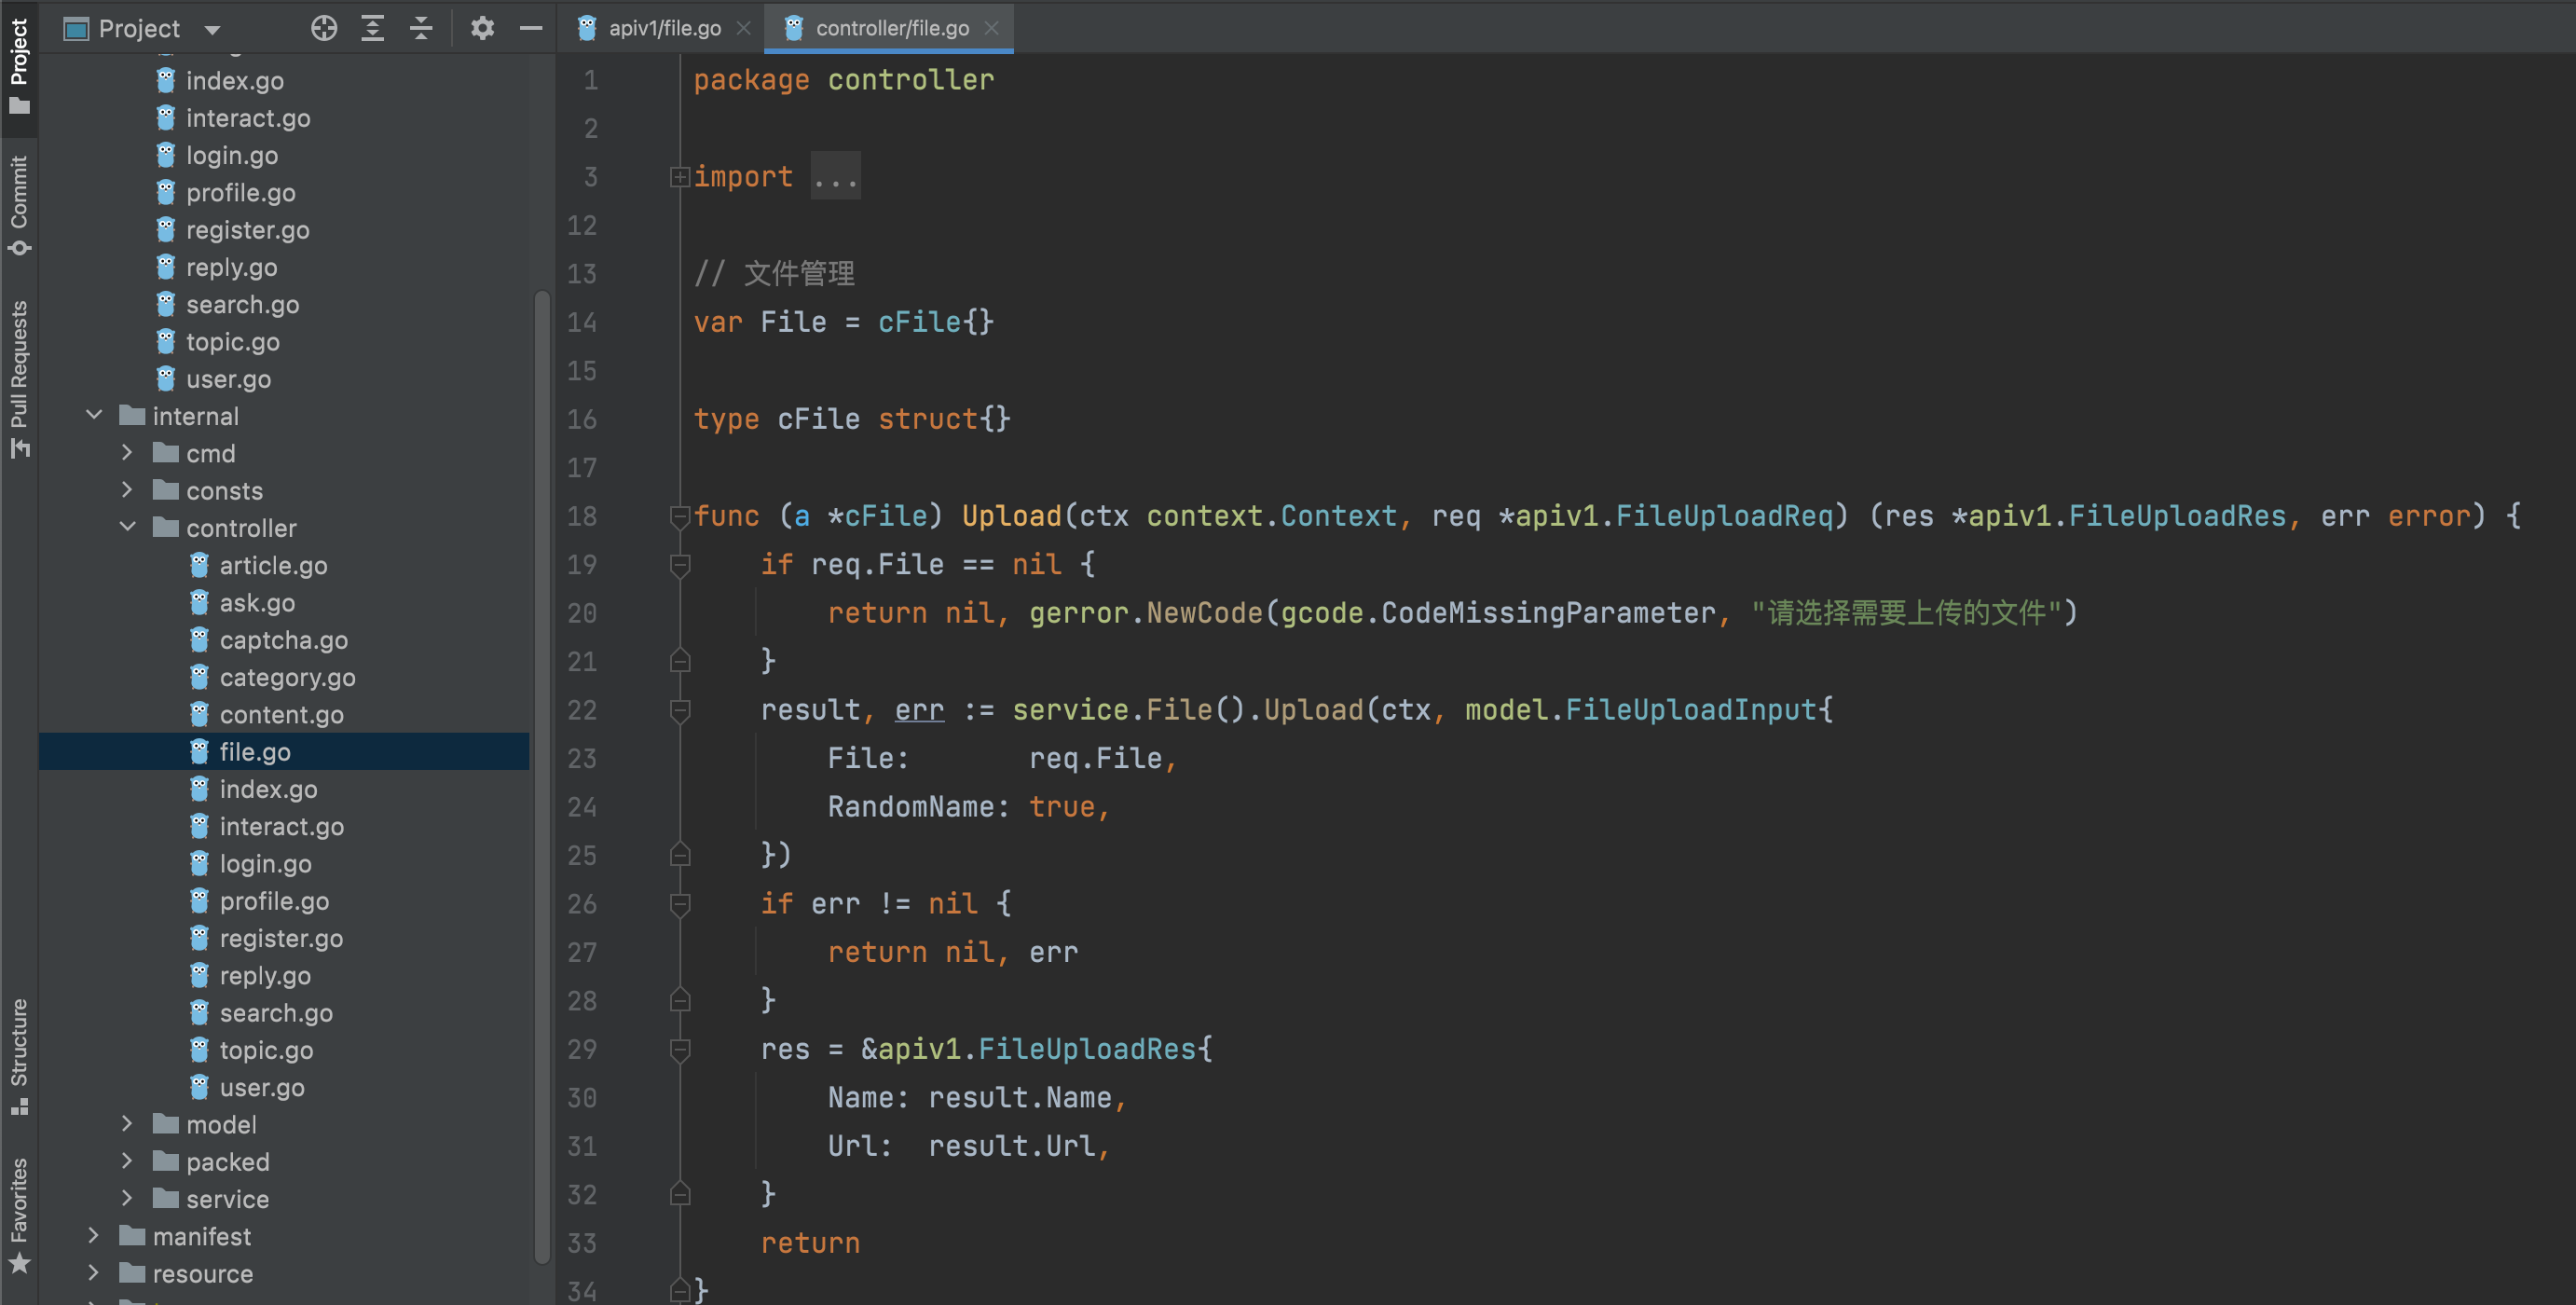 Project
Commit
Pull Requests
Structure
Favorites
Project
index.go
interact.go
login.go
profile.go
register.go
reply.go
search.go
topic.go
user.go
internal
cmd
consts
controller
article.go
ask.go
captcha.go
category.go
content.go
file.go
index.go
interact.go
login.go
profile.go
register.go
reply.go
search.go
topic.go
user.go
model
packed
service
manifest
resource
apiv1/file.go
controller/file.go
1 package controller
2
3 import ...
12
13 // 文件管理
14 var File = cFile{}
15
16 type cFile struct{}
17
18 func (a *cFile) Upload(ctx context.Context, req *apiv1.FileUploadReq) (res *apiv1.FileUploadRes, err error) {
19 if req.File == nil {
20 return nil, gerror.NewCode(gcode.CodeMissingParameter, "请选择需要上传的文件")
21 }
22 result, err := service.File().Upload(ctx, model.FileUploadInput{
23 File:       req.File,
24 RandomName: true,
25 })
26 if err != nil {
27 return nil, err
28 }
29 res = &apiv1.FileUploadRes{
30 Name: result.Name,
31 Url:  result.Url,
32 }
33 return
34 }